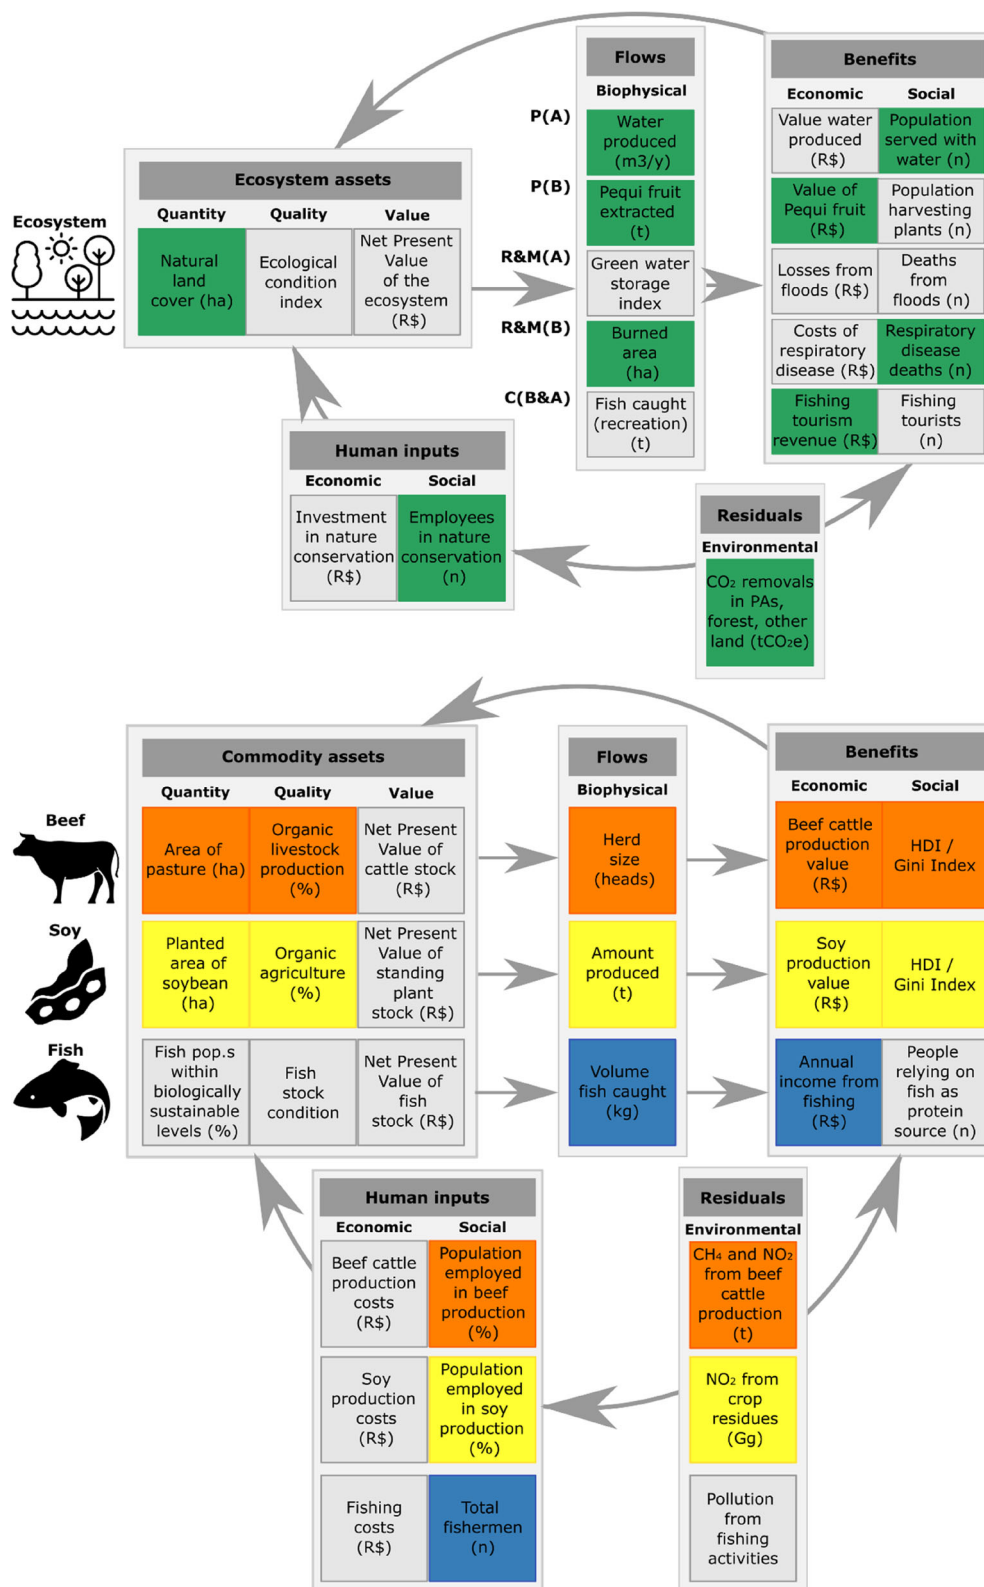 Flows
Biophysical
Benefits
Economic
Social
P(A)
Water
produced
(m3/y)
Value water
produced
(R$)
Population
served with
water (n)
Ecosystem assets
Quantity
Quality
Value
P(B)
Pequi fruit
extracted
(t)
Value of
Pequi fruit
(R$)
Population
harvesting
plants (n)
Ecosystem
Natural
land
cover (ha)
Ecological
condition
index
Net Present
Value
of the
ecosystem
(R$)
R&M(A)
Green water
storage
index
Losses from
floods (R$)
Deaths
from
floods (n)
R&M(B)
Burned
area
(ha)
Costs of
respiratory
disease (R$)
Respiratory
disease
deaths (n)
C(B&A)
Fish caught
(recreation)
(t)
Fishing
tourism
revenue (R$)
Fishing
tourists
(n)
Human inputs
Economic
Social
Investment
in nature
conservation
(R$)
Employees
in nature
conservation
(n)
Residuals
Environmental
CO₂ removals
in PAs,
forest, other
land (tCO₂e)
Commodity assets
Quantity
Quality
Value
Flows
Biophysical
Benefits
Economic
Social
Beef
Area of
pasture (ha)
Organic
livestock
production
(%)
Net Present
Value of
cattle stock
(R$)
Herd
size
(heads)
Beef cattle
production
value
(R$)
HDI /
Gini Index
Soy
Planted
area of
soybean
(ha)
Organic
agriculture
(%)
Net Present
Value of
standing
plant
stock (R$)
Amount
produced
(t)
Soy
production
value
(R$)
HDI /
Gini Index
Fish
Fish pop.s
within
biologically
sustainable
levels (%)
Fish
stock
condition
Net Present
Value of
fish
stock (R$)
Volume
fish caught
(kg)
Annual
income from
fishing
(R$)
People
relying on
fish as
protein
source (n)
Human inputs
Economic
Social
Beef cattle
production
costs
(R$)
Population
employed
in beef
production
(%)
Soy
production
costs
(R$)
Population
employed
in soy
production
(%)
Fishing
costs
(R$)
Total
fishermen
(n)
Residuals
Environmental
CH₄ and NO₂
from beef
cattle
production
(t)
NO₂ from
crop
residues
(Gg)
Pollution
from
fishing
activities